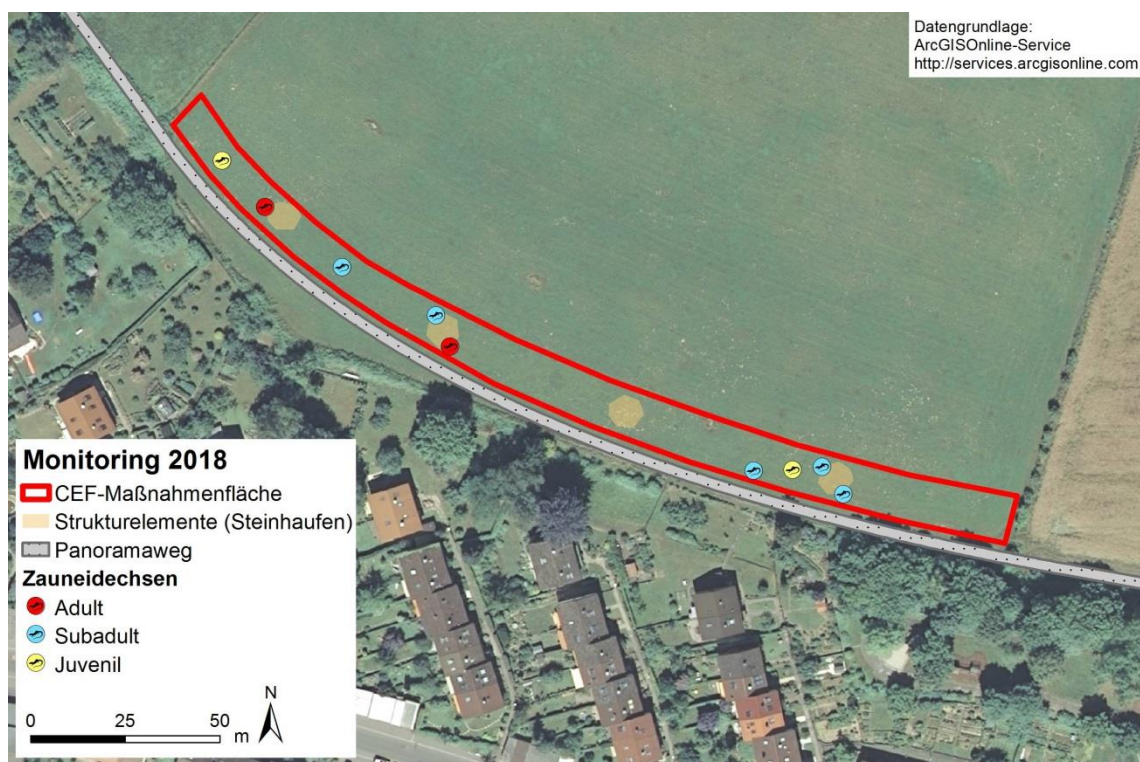 Datengrundlage:
ArcGISOnline-Service
http://services.arcgisonline.com
Monitoring 2018
CEF-Maßnahmenfläche
Strukturelemente (Steinhaufen)
Panoramaweg
Zauneidechsen
Adult
Subadult
Juvenil
N
0 25 50
m